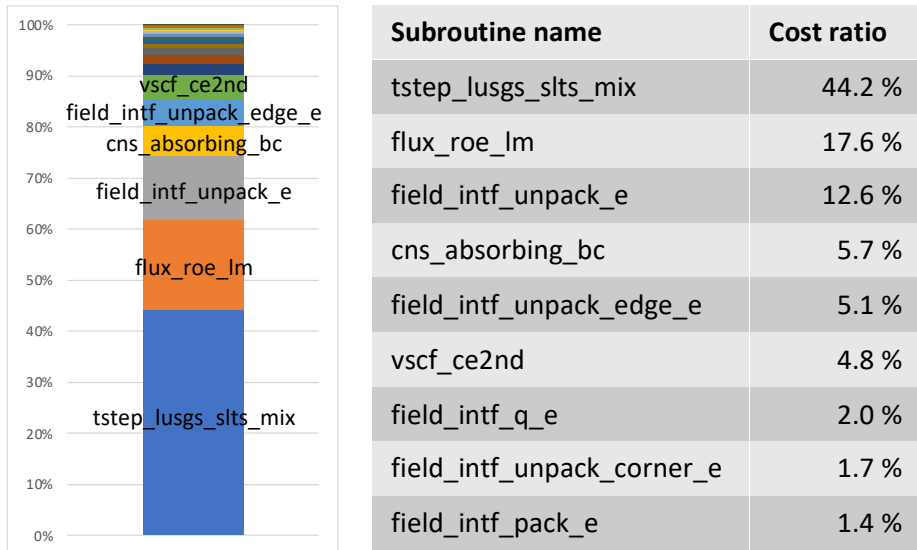 100%
90%
80%
70%
60%
50%
40%
30%
20%
10%
0%
vscf_ce2nd
field_intf_unpack_edge_e
cns_absorbing_bc
field_intf_unpack_e
flux_roe_lm
tstep_lusgs_slts_mix
Subroutine name Cost ratio
tstep_lusgs_slts_mix 44.2 %
flux_roe_lm 17.6 %
field_intf_unpack_e 12.6 %
cns_absorbing_bc 5.7 %
field_intf_unpack_edge_e 5.1 %
vscf_ce2nd 4.8 %
field_intf_q_e 2.0 %
field_intf_unpack_corner_e 1.7 %
field_intf_pack_e 1.4 %